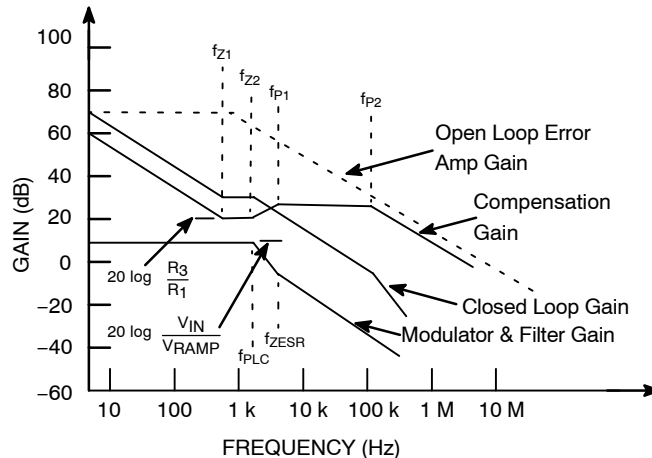 100
80
60
40
20
0
−20
−40
−60
GAIN (dB)
fZ1
fZ2
fP1
fP2
Open Loop Error
Amp Gain
Compensation
Gain
Closed Loop Gain
Modulator & Filter Gain
20 log R3/R1
20 log VIN/VRAMP
fPLC
fZESR
10 100 1 k 10 k 100 k 1 M 10 M
FREQUENCY (Hz)